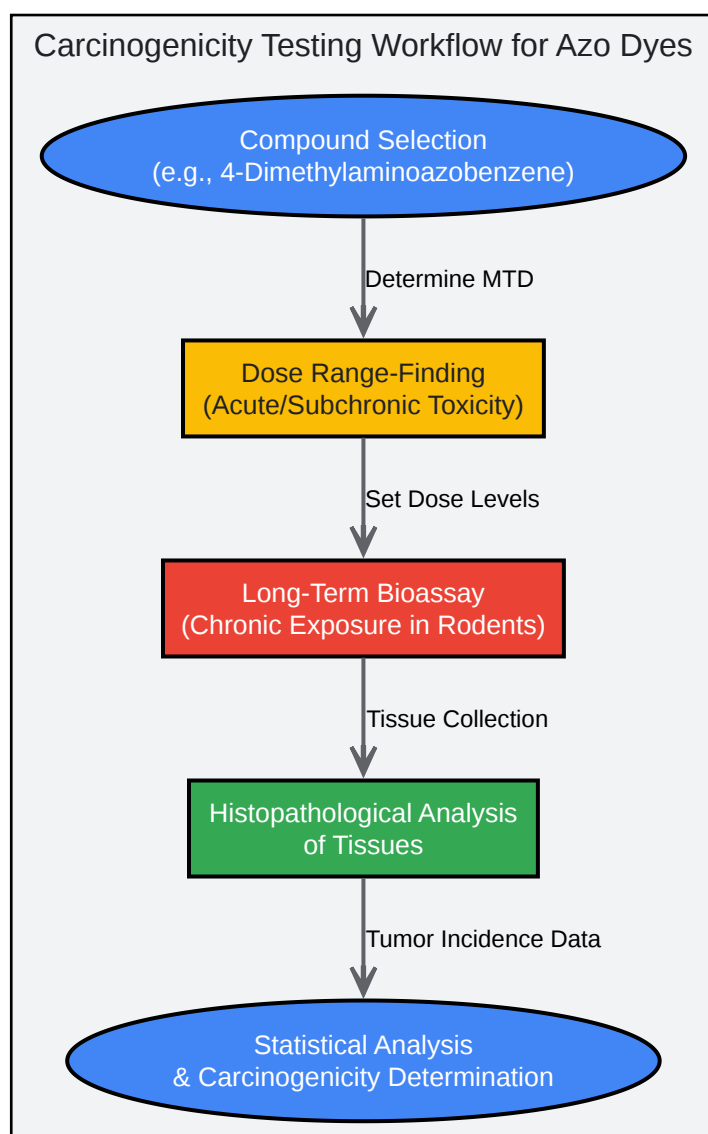 Carcinogenicity Testing Workflow for Azo Dyes
Compound Selection
(e.g., 4-Dimethylaminoazobenzene)
Determine MTD
Dose Range-Finding
(Acute/Subchronic Toxicity)
Set Dose Levels
Long-Term Bioassay
(Chronic Exposure in Rodents)
Tissue Collection
Histopathological Analysis
of Tissues
Tumor Incidence Data
Statistical Analysis
& Carcinogenicity Determination